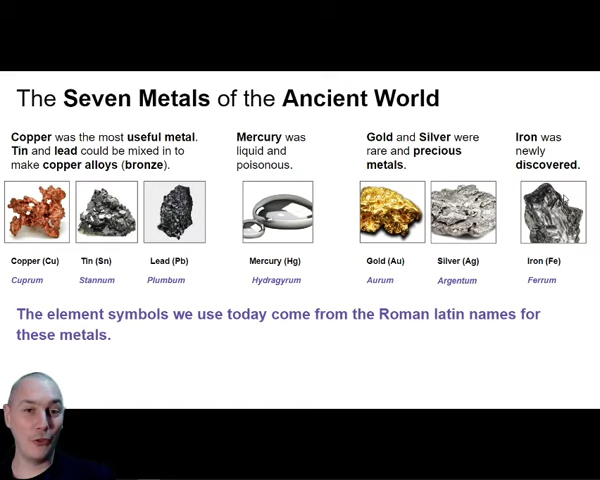 The Seven Metals of the Ancient World
Copper was the most useful metal.
Tin and lead could be mixed in to
make copper alloys (bronze).
Mercury was
liquid and
poisonous.
Gold and Silver were
rare and precious
metals.
Iron was
newly
discovered.
Copper (Cu)
Cuprum
Tin (Sn)
Stannum
Lead (Pb)
Plumbum
Mercury (Hg)
Hydragyrum
Gold (Au)
Aurum
Silver (Ag)
Argentum
Iron (Fe)
Ferrum
The element symbols we use today come from the Roman latin names for
these metals.